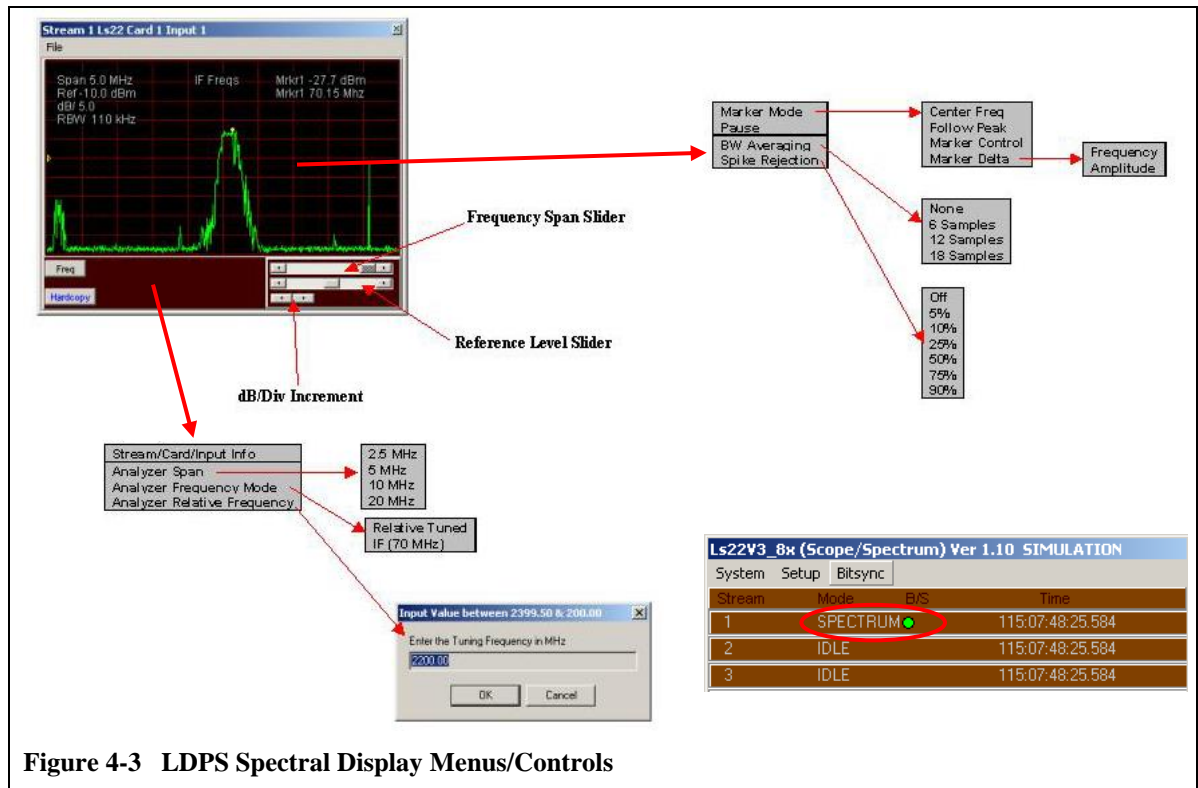 Stream 1 Ls22 Card 1 Input 1
File
Span 5.0 MHz
Ref -10.0 dBm
dB/ 5.0
RBW 110 kHz
IF Freqs
Mrkr1 -27.7 dBm
Mrkr1 70.15 Mhz
Freq
Hardcopy
Frequency Span Slider
Reference Level Slider
dB/Div Increment
Marker Mode
Pause
BW Averaging
Spike Rejection
Center Freq
Follow Peak
Marker Control
Marker Delta
Frequency
Amplitude
None
6 Samples
12 Samples
18 Samples
Off
5%
10%
25%
50%
75%
90%
Stream/Card/Input Info
Analyzer Span
Analyzer Frequency Mode
Analyzer Relative Frequency
2.5 MHz
5 MHz
10 MHz
20 MHz
Relative Tuned
IF (70 MHz)
Input Value between 2399.50 & 200.00
Enter the Tuning Frequency in MHz
2200.00
OK Cancel
Ls22V3_8x (Scope/Spectrum) Ver 1.10 SIMULATION
System Setup Bitsync
Stream Mode B/S Time
1 SPECTRUM 115:07:48:25.584
2 IDLE 115:07:48:25.584
3 IDLE 115:07:48:25.584
Figure 4-3 LDPS Spectral Display Menus/Controls